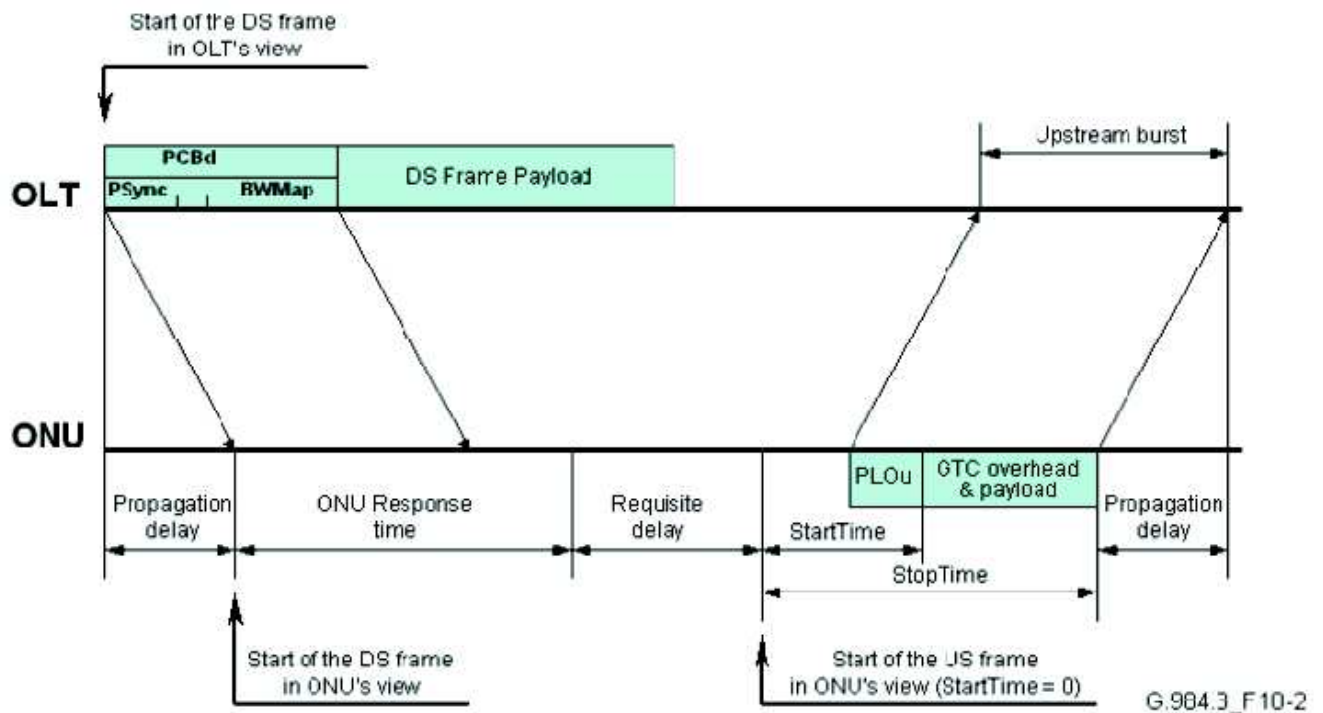 Start of the DS frame
in OLT's view
Upstream burst
PCBd
PSync
BWMap
DS Frame Payload
OLT
ONU
PLOu
GTC overhead
& payload
Propagation
delay
ONU Response
time
Requisite
delay
StartTime
Propagation
delay
StopTime
Start of the DS frame
in ONU's view
Start of the US frame
in ONU's view (StartTime = 0)
G.984.3_F10-2